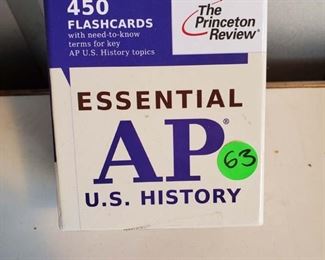 450
FLASHCARDS
with need-to-know
terms for key
AP U.S. History topics
The
Princeton
Review®
ESSENTIAL
AP®
63
U.S. HISTORY